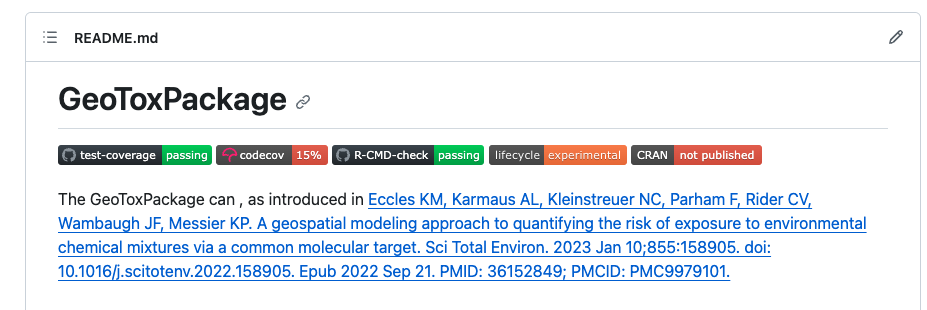 README.md
GeoToxPackage
test-coverage passing codecov 15% R-CMD-check passing lifecycle experimental CRAN not published
The GeoToxPackage can , as introduced in Eccles KM, Karmaus AL, Kleinstreuer NC, Parham F, Rider CV,
Wambaugh JF, Messier KP. A geospatial modeling approach to quantifying the risk of exposure to environmental
chemical mixtures via a common molecular target. Sci Total Environ. 2023 Jan 10;855:158905. doi:
10.1016/j.scitotenv.2022.158905. Epub 2022 Sep 21. PMID: 36152849; PMCID: PMC9979101.